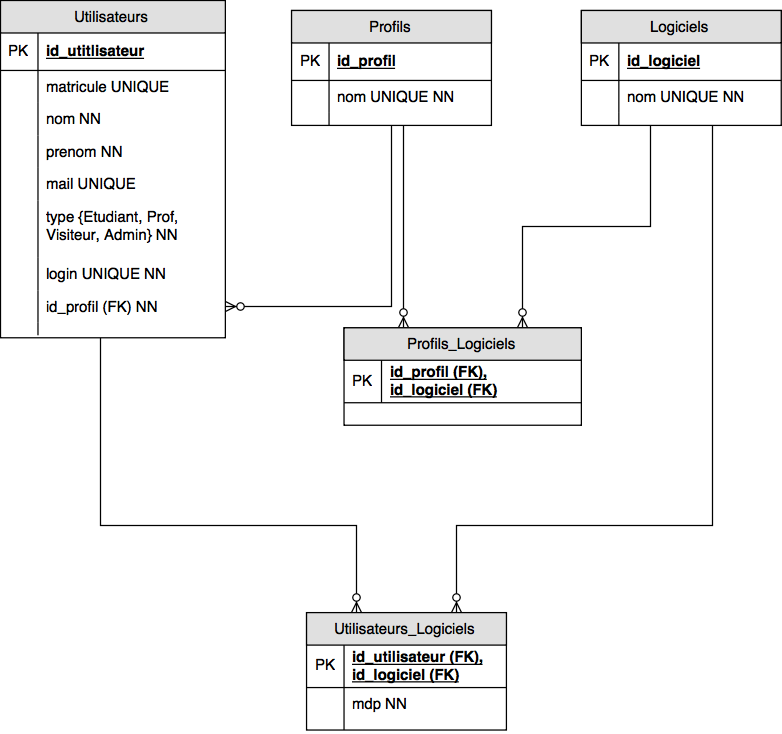 Utilisateurs
PK id_utitlisateur
matricule UNIQUE
nom NN
prenom NN
mail UNIQUE
type {Etudiant, Prof,
Visiteur, Admin} NN
login UNIQUE NN
id_profil (FK) NN
Profils
PK id_profil
nom UNIQUE NN
Logiciels
PK id_logiciel
nom UNIQUE NN
Profils_Logiciels
PK id_profil (FK),
id_logiciel (FK)
Utilisateurs_Logiciels
PK id_utilisateur (FK),
id_logiciel (FK)
mdp NN